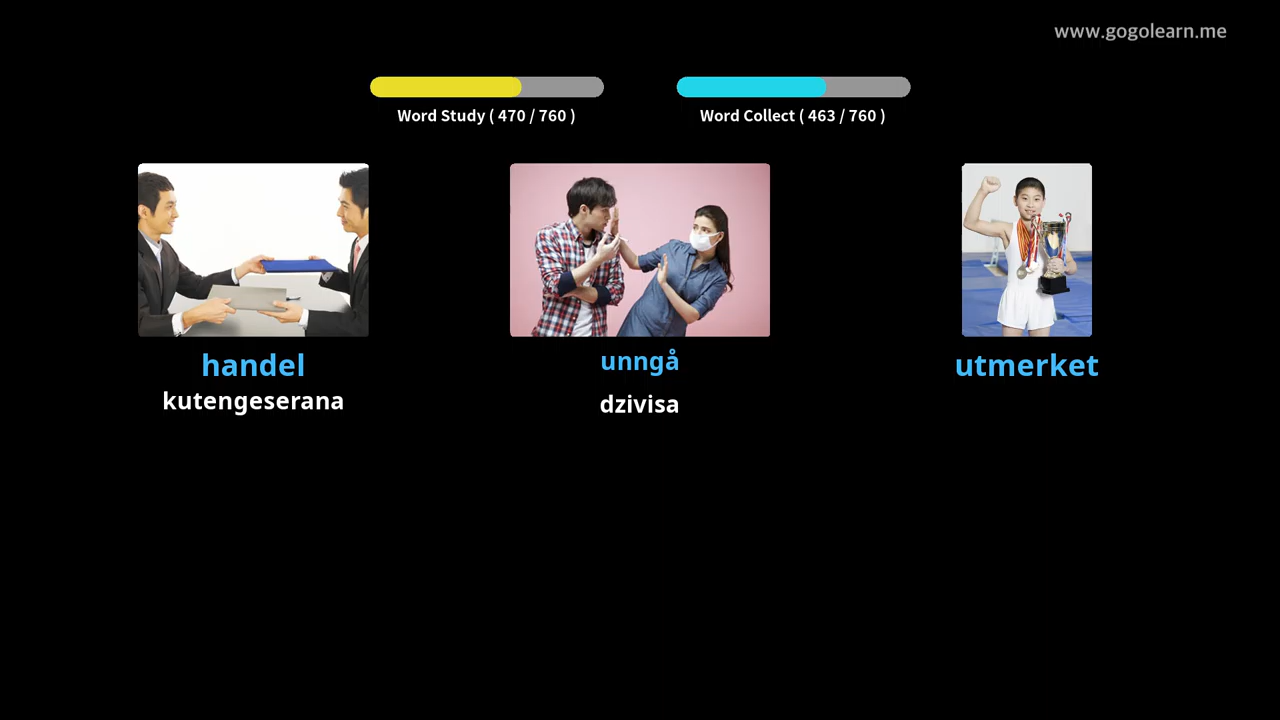 www.gogolearn.me
Word Study ( 470 / 760 )
Word Collect ( 463 / 760 )
handel
kutengeserana
unngå
dzivisa
utmerket